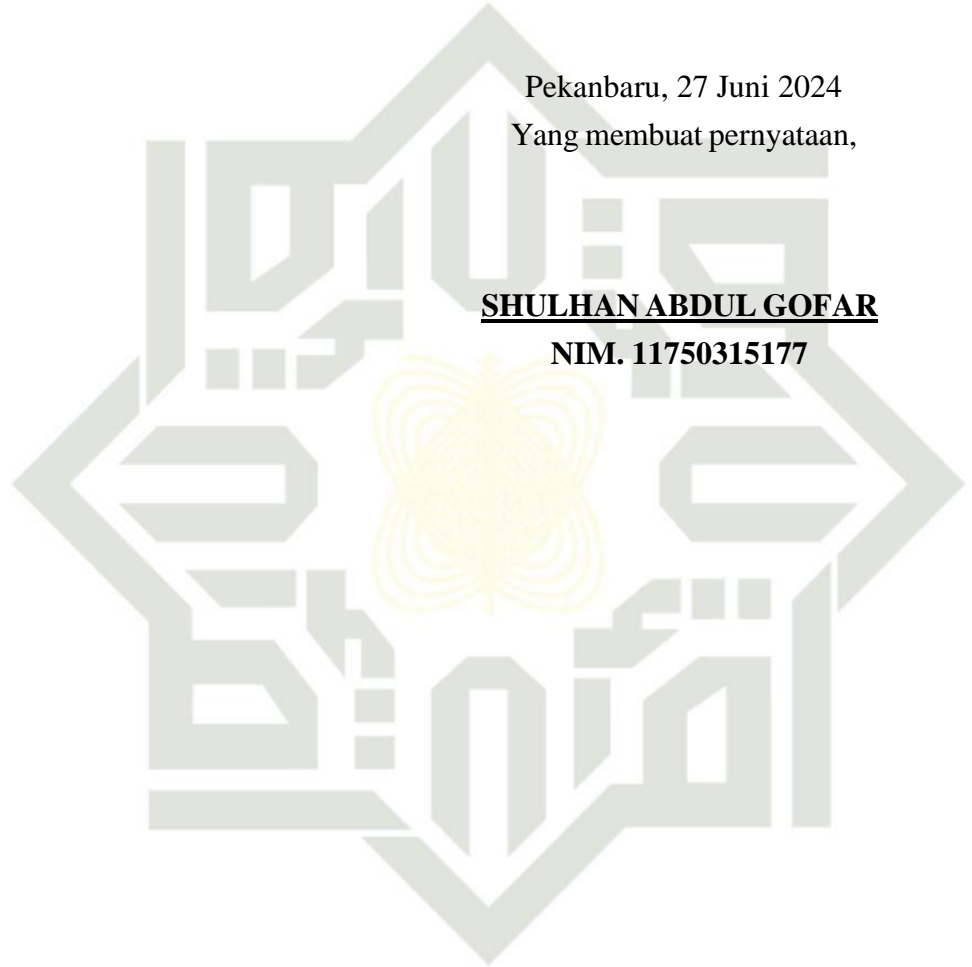 Pekanbaru, 27 Juni 2024
Yang membuat pernyataan,
SHULHAN ABDUL GOFAR
NIM. 11750315177